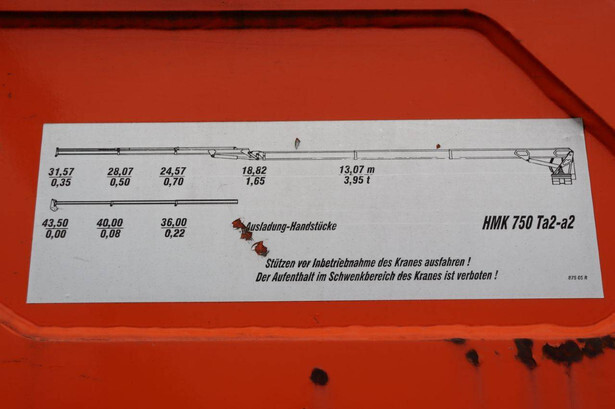 31,57 28,07 24,57 18,82 13,07 m
0,35 0,50 0,70 1,65 3,95 t
43,50 40,00 36,00
0,00 0,08 0,22
Ausladung-Handstücke
HMK 750 Ta2-a2
Stützen vor Inbetriebnahme des Kranes ausfahren !
Der Aufenthalt im Schwenkbereich des Kranes ist verboten !